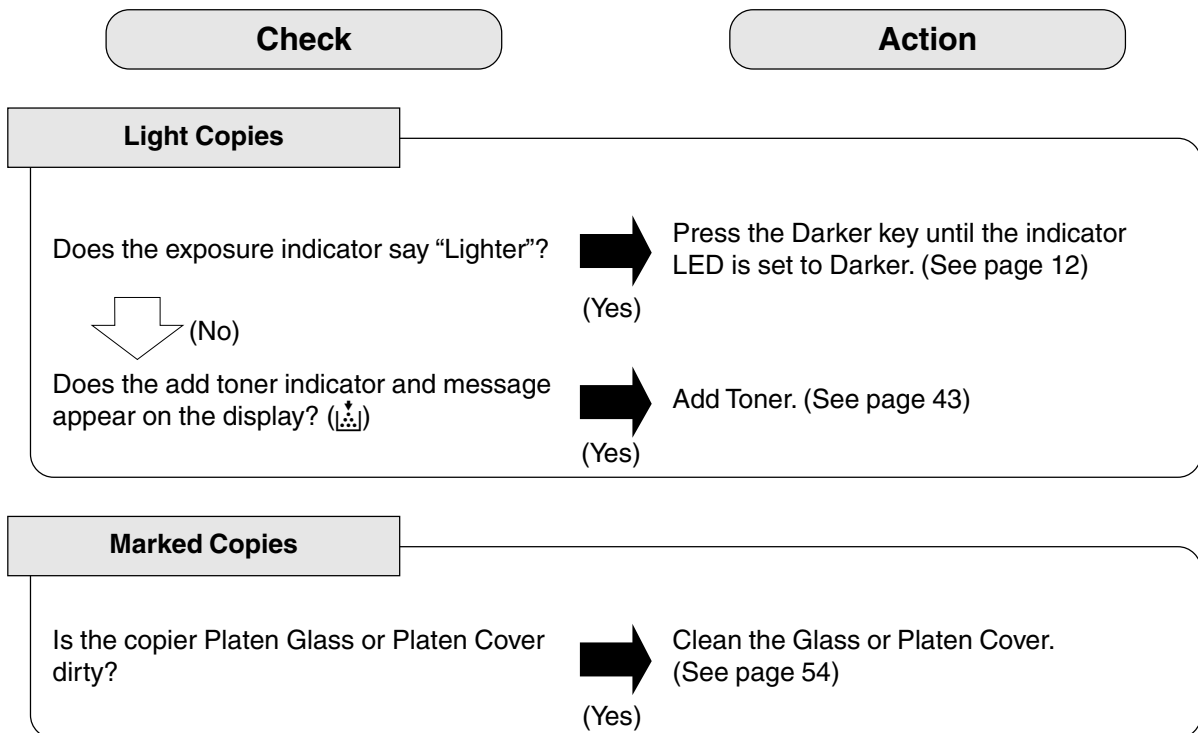 Check
Action
Light Copies
Does the exposure indicator say “Lighter”?
(Yes)
Press the Darker key until the indicator
LED is set to Darker. (See page 12)
(No)
Does the add toner indicator and message
appear on the display? ()
(Yes)
Add Toner. (See page 43)
Marked Copies
Is the copier Platen Glass or Platen Cover
dirty?
(Yes)
Clean the Glass or Platen Cover.
(See page 54)